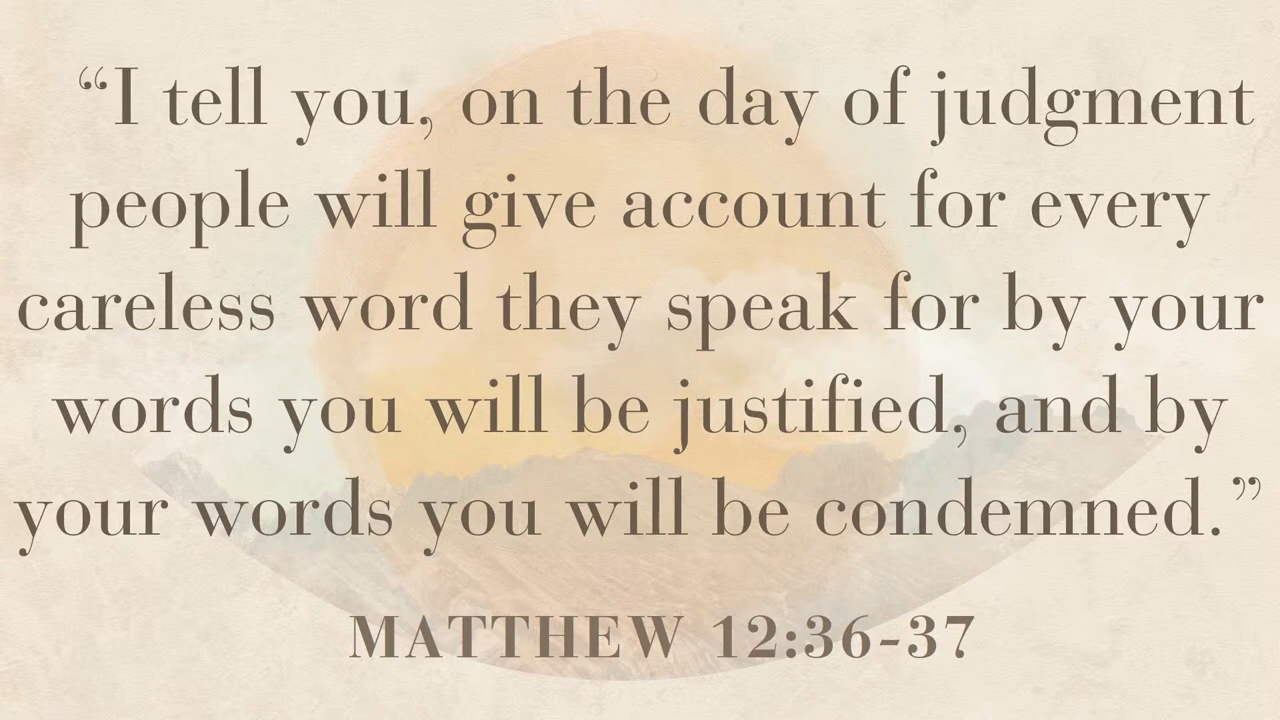 “I tell you, on the day of judgment
people will give account for every
careless word they speak for by your
words you will be justified, and by
your words you will be condemned.”
MATTHEW 12:36-37